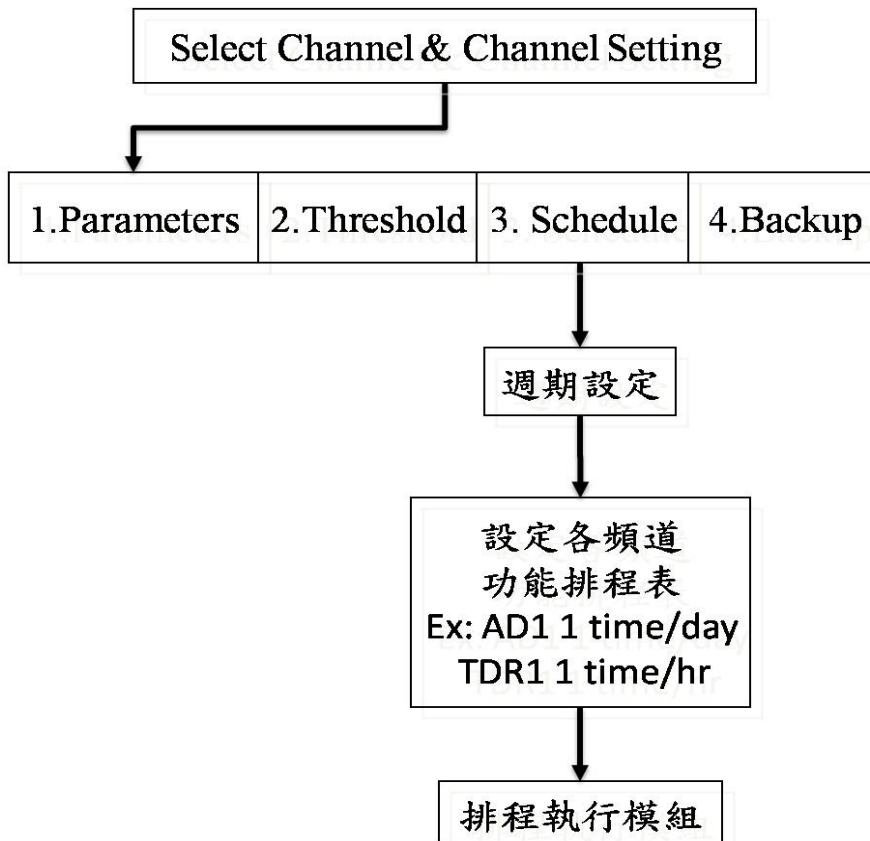 Select Channel & Channel Setting
1.Parameters
2.Threshold
3. Schedule
4.Backup
週期設定
設定各頻道
功能排程表
Ex: AD1 1 time/day
TDR1 1 time/hr
排程執行模組